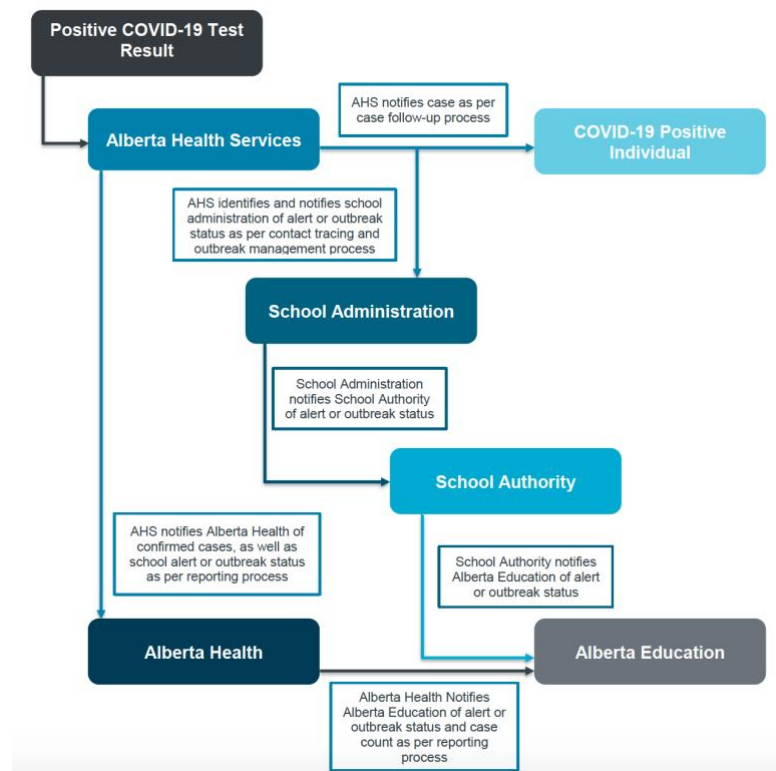 Positive COVID-19 Test
Result
AHS notifies case as per
case follow-up process
Alberta Health Services
COVID-19 Positive
Individual
AHS identifies and notifies school
administration of alert or outbreak
status as per contact tracing and
outbreak management process
School Administration
School Administration
notifies School Authority
of alert or outbreak status
School Authority
AHS notifies Alberta Health of
confirmed cases, as well as
school alert or outbreak status
as per reporting process
School Authority notifies
Alberta Education of alert
or outbreak status
Alberta Health
Alberta Education
Alberta Health Notifies
Alberta Education of alert or
outbreak status and case
count as per reporting
process